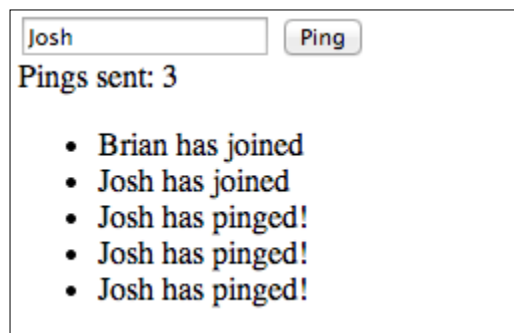 Josh Ping
Pings sent: 3
• Brian has joined
• Josh has joined
• Josh has pinged!
• Josh has pinged!
• Josh has pinged!